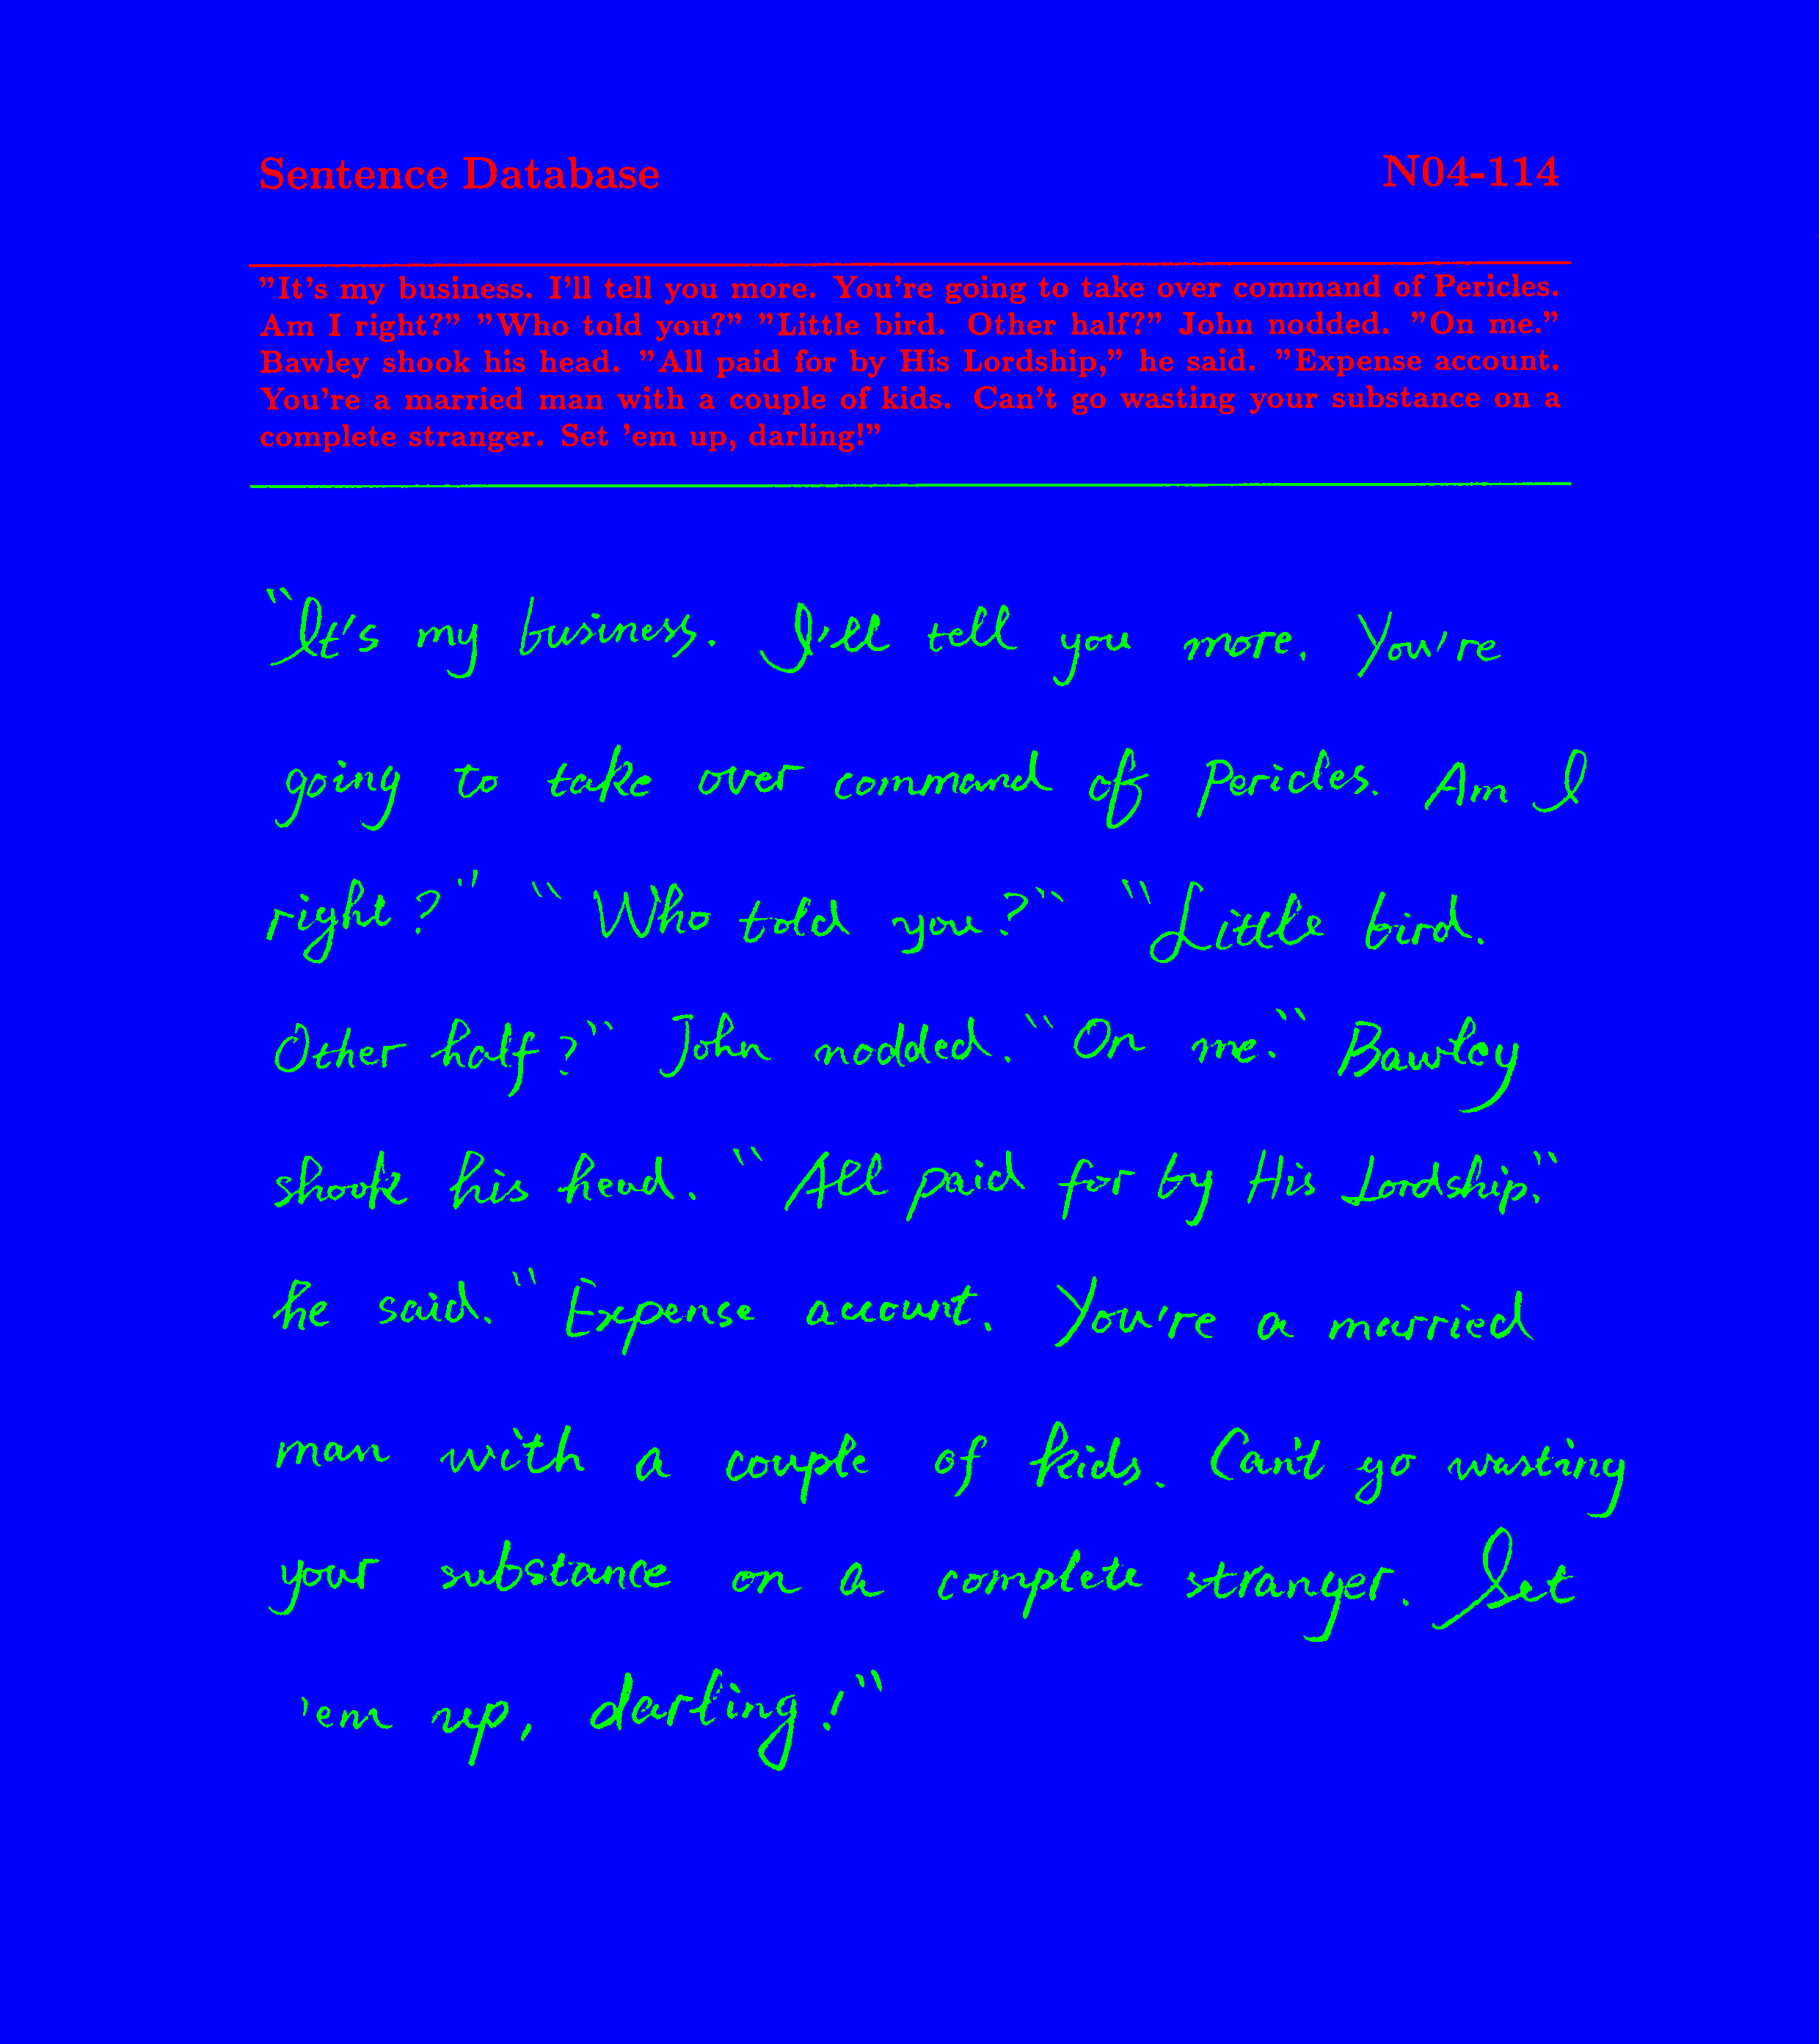 Sentence Database N04-114
"It's my business. I'll tell you more. You're going to take over command of Pericles.
Am I right?" "Who told you?" "Little bird. Other half?" John nodded. "On me."
Bawley shook his head. "All paid for by His Lordship," he said. "Expense account.
You're a married man with a couple of kids. Can't go wasting your substance on a
complete stranger. Set 'em up, darling!"
"It's my business. I'll tell you more. You're
going to take over command of Pericles. Am I
right?" "Who told you?" "Little bird.
Other half?" John nodded. "On me." Bawley
shook his head. "All paid for by His Lordship."
he said. "Expense account. You're a married
man with a couple of kids. Can't go wasting
your substance on a complete stranger. Set
'em up, darling!"